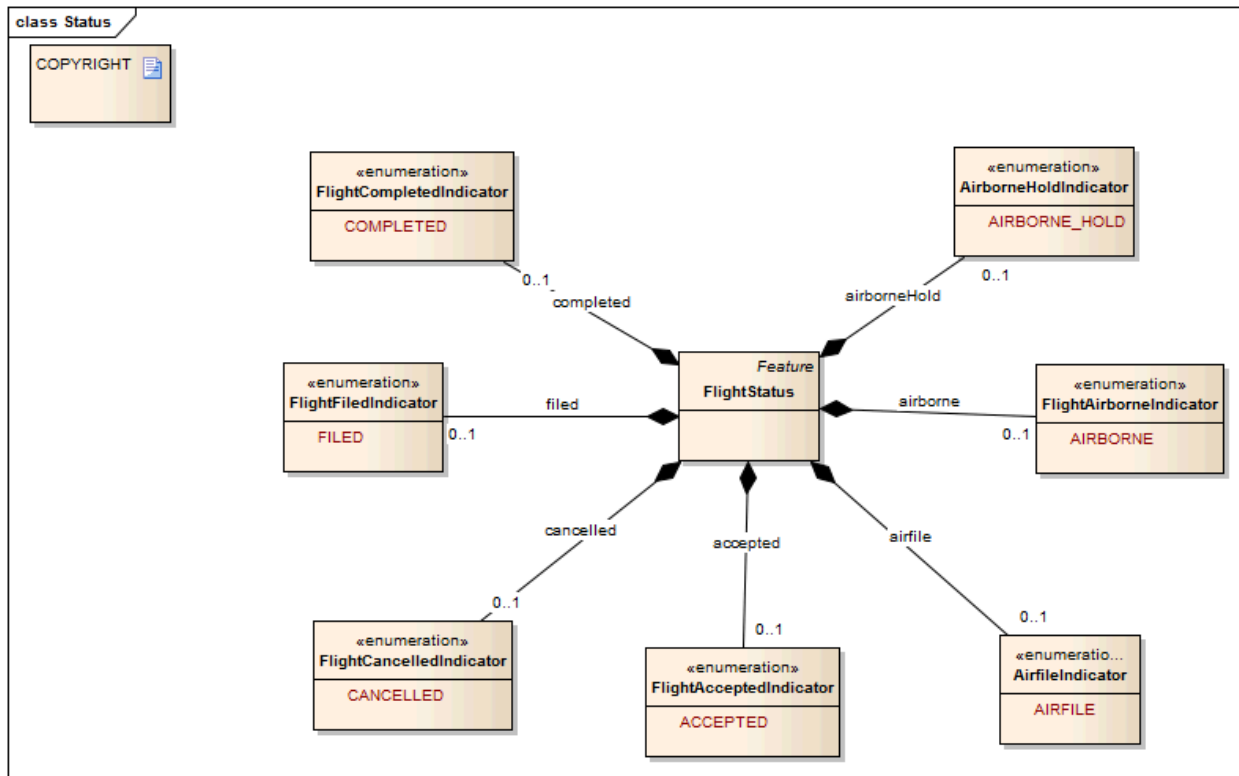 class Status
COPYRIGHT
«enumeration»
FlightCompletedIndicator
COMPLETED
0..1
completed
«enumeration»
AirborneHoldIndicator
AIRBORNE_HOLD
0..1
airborneHold
Feature
FlightStatus
«enumeration»
FlightFiledIndicator
FILED
0..1
filed
airborne
0..1
«enumeration»
FlightAirborneIndicator
AIRBORNE
cancelled
0..1
«enumeration»
FlightCancelledIndicator
CANCELLED
accepted
0..1
«enumeration»
FlightAcceptedIndicator
ACCEPTED
airfile
0..1
«enumeratio...
AirfileIndicator
AIRFILE